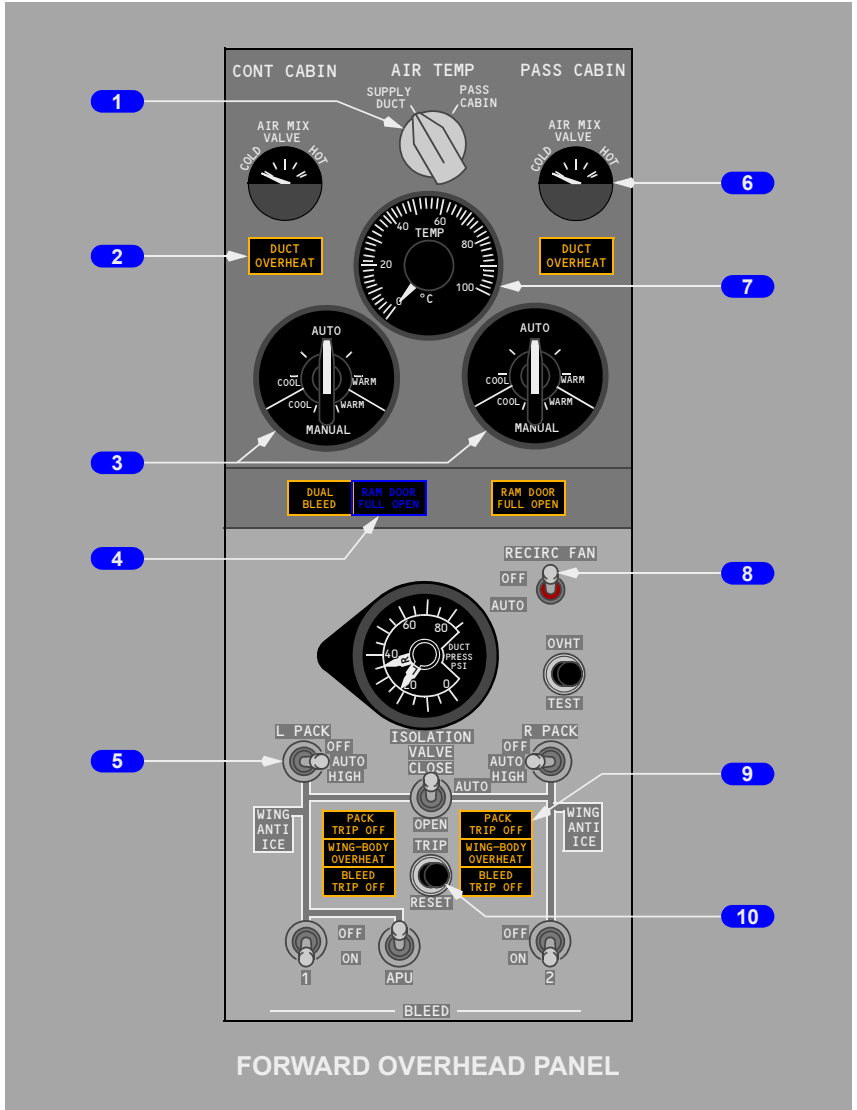 CONT CABIN AIR TEMP PASS CABIN
SUPPLY DUCT
PASS CABIN
1
AIR MIX
VALVE
COLD HOT
AIR MIX
VALVE
COLD HOT
6
2
DUCT
OVERHEAT
DUCT
OVERHEAT
TEMP
0 20 40 60 80 100
°C
7
AUTO
COOL WARM
COOL WARM
MANUAL
AUTO
COOL WARM
COOL WARM
MANUAL
3
DUAL
BLEED
RAM DOOR
FULL OPEN
RAM DOOR
FULL OPEN
4
RECIRC FAN
OFF
AUTO
8
DUCT
PRESS
PSI
0 20 40 60 80
R
L
OVHT
TEST
5
L PACK
OFF
AUTO
HIGH
ISOLATION
VALVE
CLOSE
AUTO
OPEN
R PACK
OFF
AUTO
HIGH
9
WING
ANTI
ICE
PACK
TRIP OFF
WING-BODY
OVERHEAT
BLEED
TRIP OFF
TRIP
RESET
PACK
TRIP OFF
WING-BODY
OVERHEAT
BLEED
TRIP OFF
WING
ANTI
ICE
10
OFF
ON
1
APU
OFF
ON
2
BLEED
FORWARD OVERHEAD PANEL